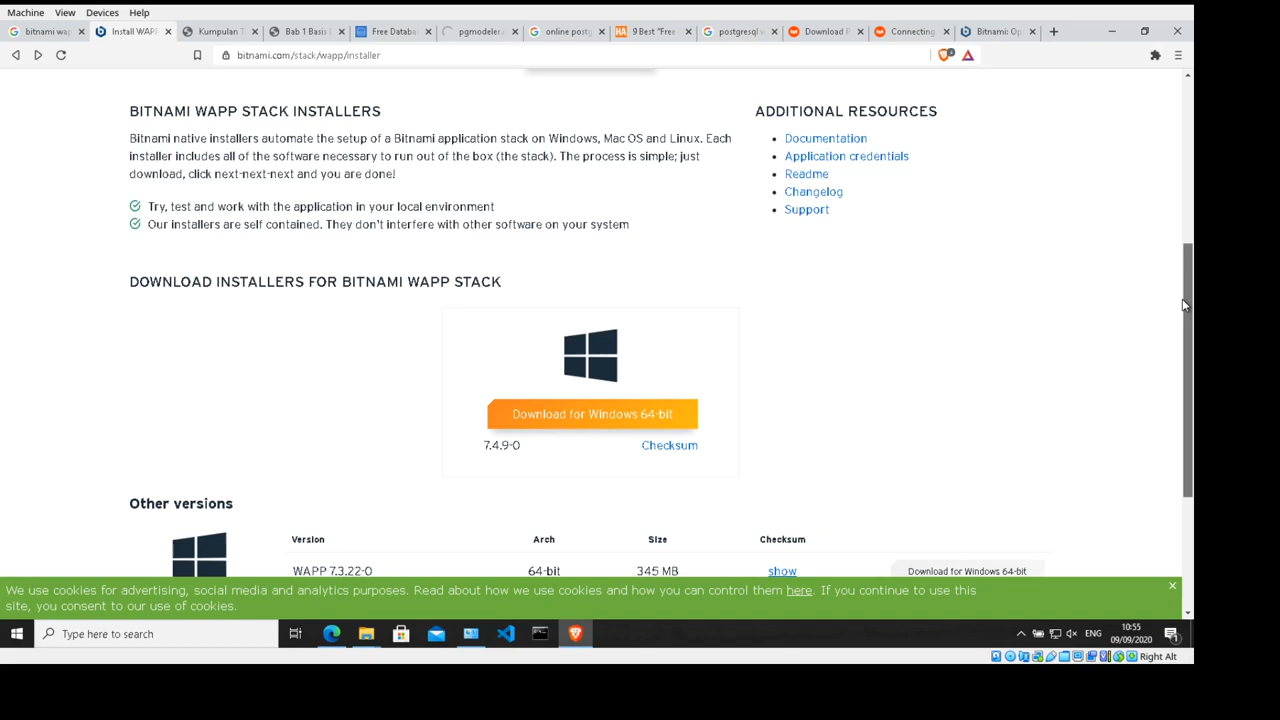 Machine View Devices Help
bitnami wa Install WAPP Kumpulan T Bab 1 Basis Free Databa pgmodeler. online postg 9 Best "Free postgresql w Download P Connecting Bitnami: Op
bitnami.com/stack/wapp/installer
BITNAMI WAPP STACK INSTALLERS
Bitnami native installers automate the setup of a Bitnami application stack on Windows, Mac OS and Linux. Each
installer includes all of the software necessary to run out of the box (the stack). The process is simple; just
download, click next-next-next and you are done!
Try, test and work with the application in your local environment
Our installers are self contained. They don't interfere with other software on your system
ADDITIONAL RESOURCES
Documentation
Application credentials
Readme
Changelog
Support
DOWNLOAD INSTALLERS FOR BITNAMI WAPP STACK
Download for Windows 64-bit
7.4.9-0 Checksum
Other versions
Version Arch Size Checksum
WAPP 7.3.22-0 64-bit 345 MB show Download for Windows 64-bit
We use cookies for advertising, social media and analytics purposes. Read about how we use cookies and how you can control them here. If you continue to use this
site, you consent to our use of cookies.
Type here to search
ENG
10:55
09/09/2020
Right Alt